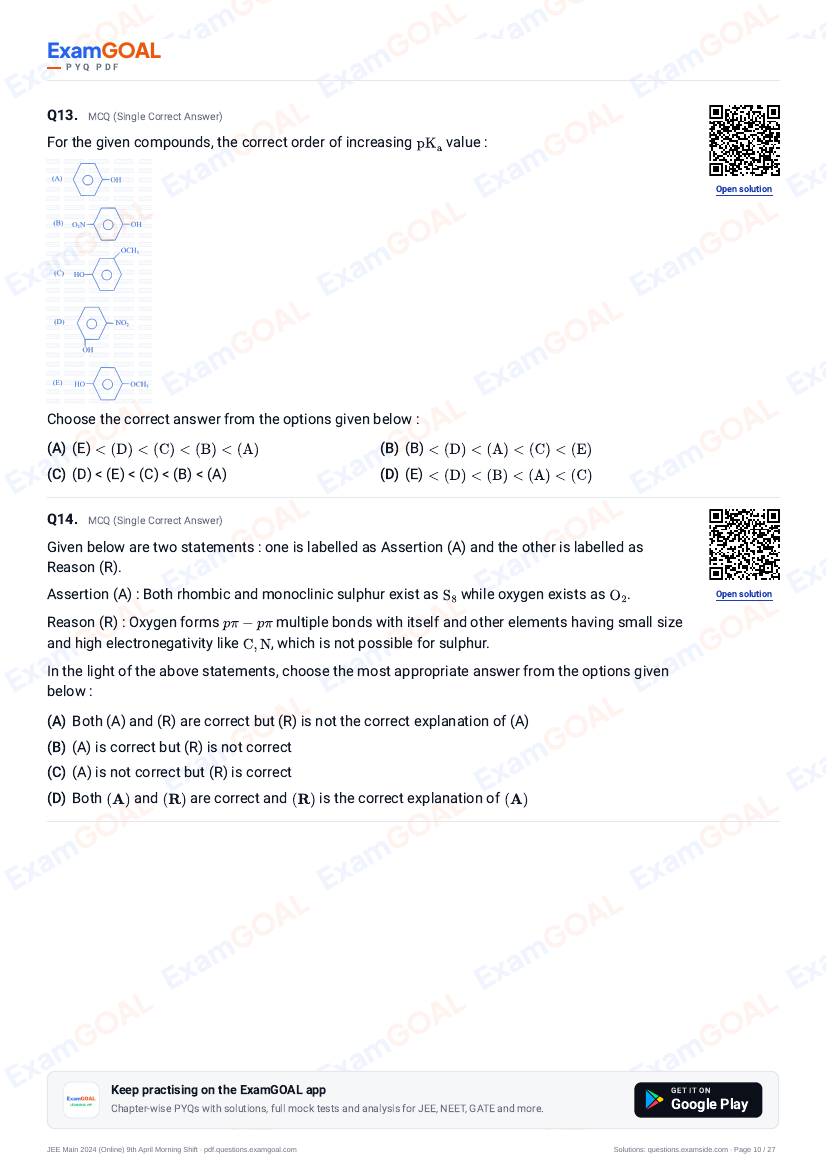 ExamGOAL
PYQ PDF
Q13. MCQ (Single Correct Answer)
For the given compounds, the correct order of increasing pKa value :
Open solution
(A) OH
(B) O₂N OH
OCH₃
(C) HO
(D) NO₂
OH
(E) HO OCH₃
Choose the correct answer from the options given below :
(A) (E) < (D) < (C) < (B) < (A)
(B) (B) < (D) < (A) < (C) < (E)
(C) (D) < (E) < (C) < (B) < (A)
(D) (E) < (D) < (B) < (A) < (C)
Q14. MCQ (Single Correct Answer)
Given below are two statements : one is labelled as Assertion (A) and the other is labelled as
Reason (R).
Open solution
Assertion (A) : Both rhombic and monoclinic sulphur exist as S₈ while oxygen exists as O₂.
Reason (R) : Oxygen forms pπ − pπ multiple bonds with itself and other elements having small size
and high electronegativity like C, N, which is not possible for sulphur.
In the light of the above statements, choose the most appropriate answer from the options given
below :
(A) Both (A) and (R) are correct but (R) is not the correct explanation of (A)
(B) (A) is correct but (R) is not correct
(C) (A) is not correct but (R) is correct
(D) Both (A) and (R) are correct and (R) is the correct explanation of (A)
Keep practising on the ExamGOAL app
Chapter-wise PYQs with solutions, full mock tests and analysis for JEE, NEET, GATE and more.
GET IT ON
Google Play
JEE Main 2024 (Online) 9th April Morning Shift · pdf.questions.examgoal.com
Solutions: questions.examside.com · Page 10 / 27